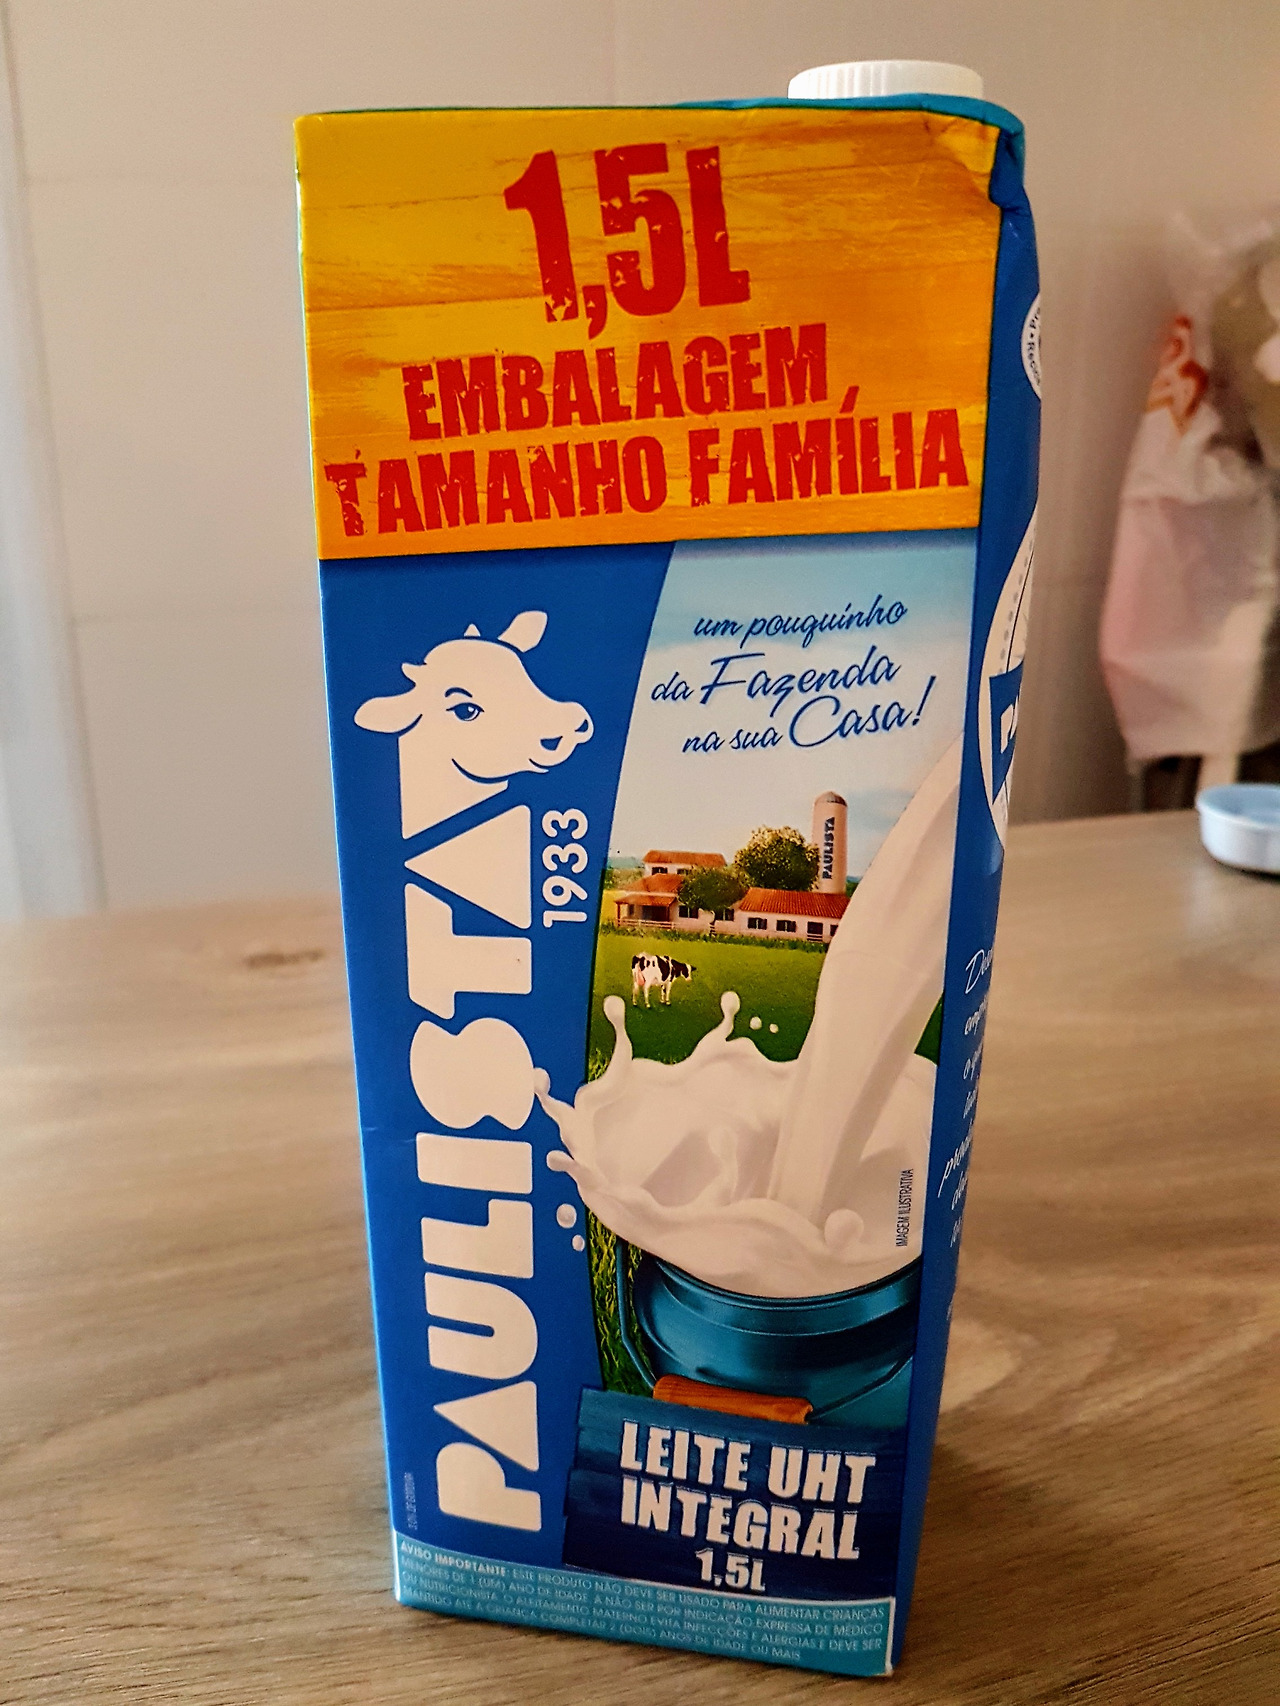 1,5L
EMBALAGEM
TAMANHO FAMÍLIA
um pouquinho
da Fazenda
na sua Casa!
PAULISTA
1933
PAULISTA
IMAGEM ILUSTRATIVA
LEITE UHT
INTEGRAL
1,5L
AVISO IMPORTANTE: ESTE PRODUTO NÃO DEVE SER USADO PARA ALIMENTAR CRIANÇAS
MENORES DE 1 (UM) ANO DE IDADE, A NÃO SER POR INDICAÇÃO EXPRESSA DE MÉDICO
OU NUTRICIONISTA. O ALEITAMENTO MATERNO EVITA INFECÇÕES E ALERGIAS E DEVE SER
MANTIDO ATÉ A CRIANÇA COMPLETAR 2 (DOIS) ANOS DE IDADE OU MAIS.